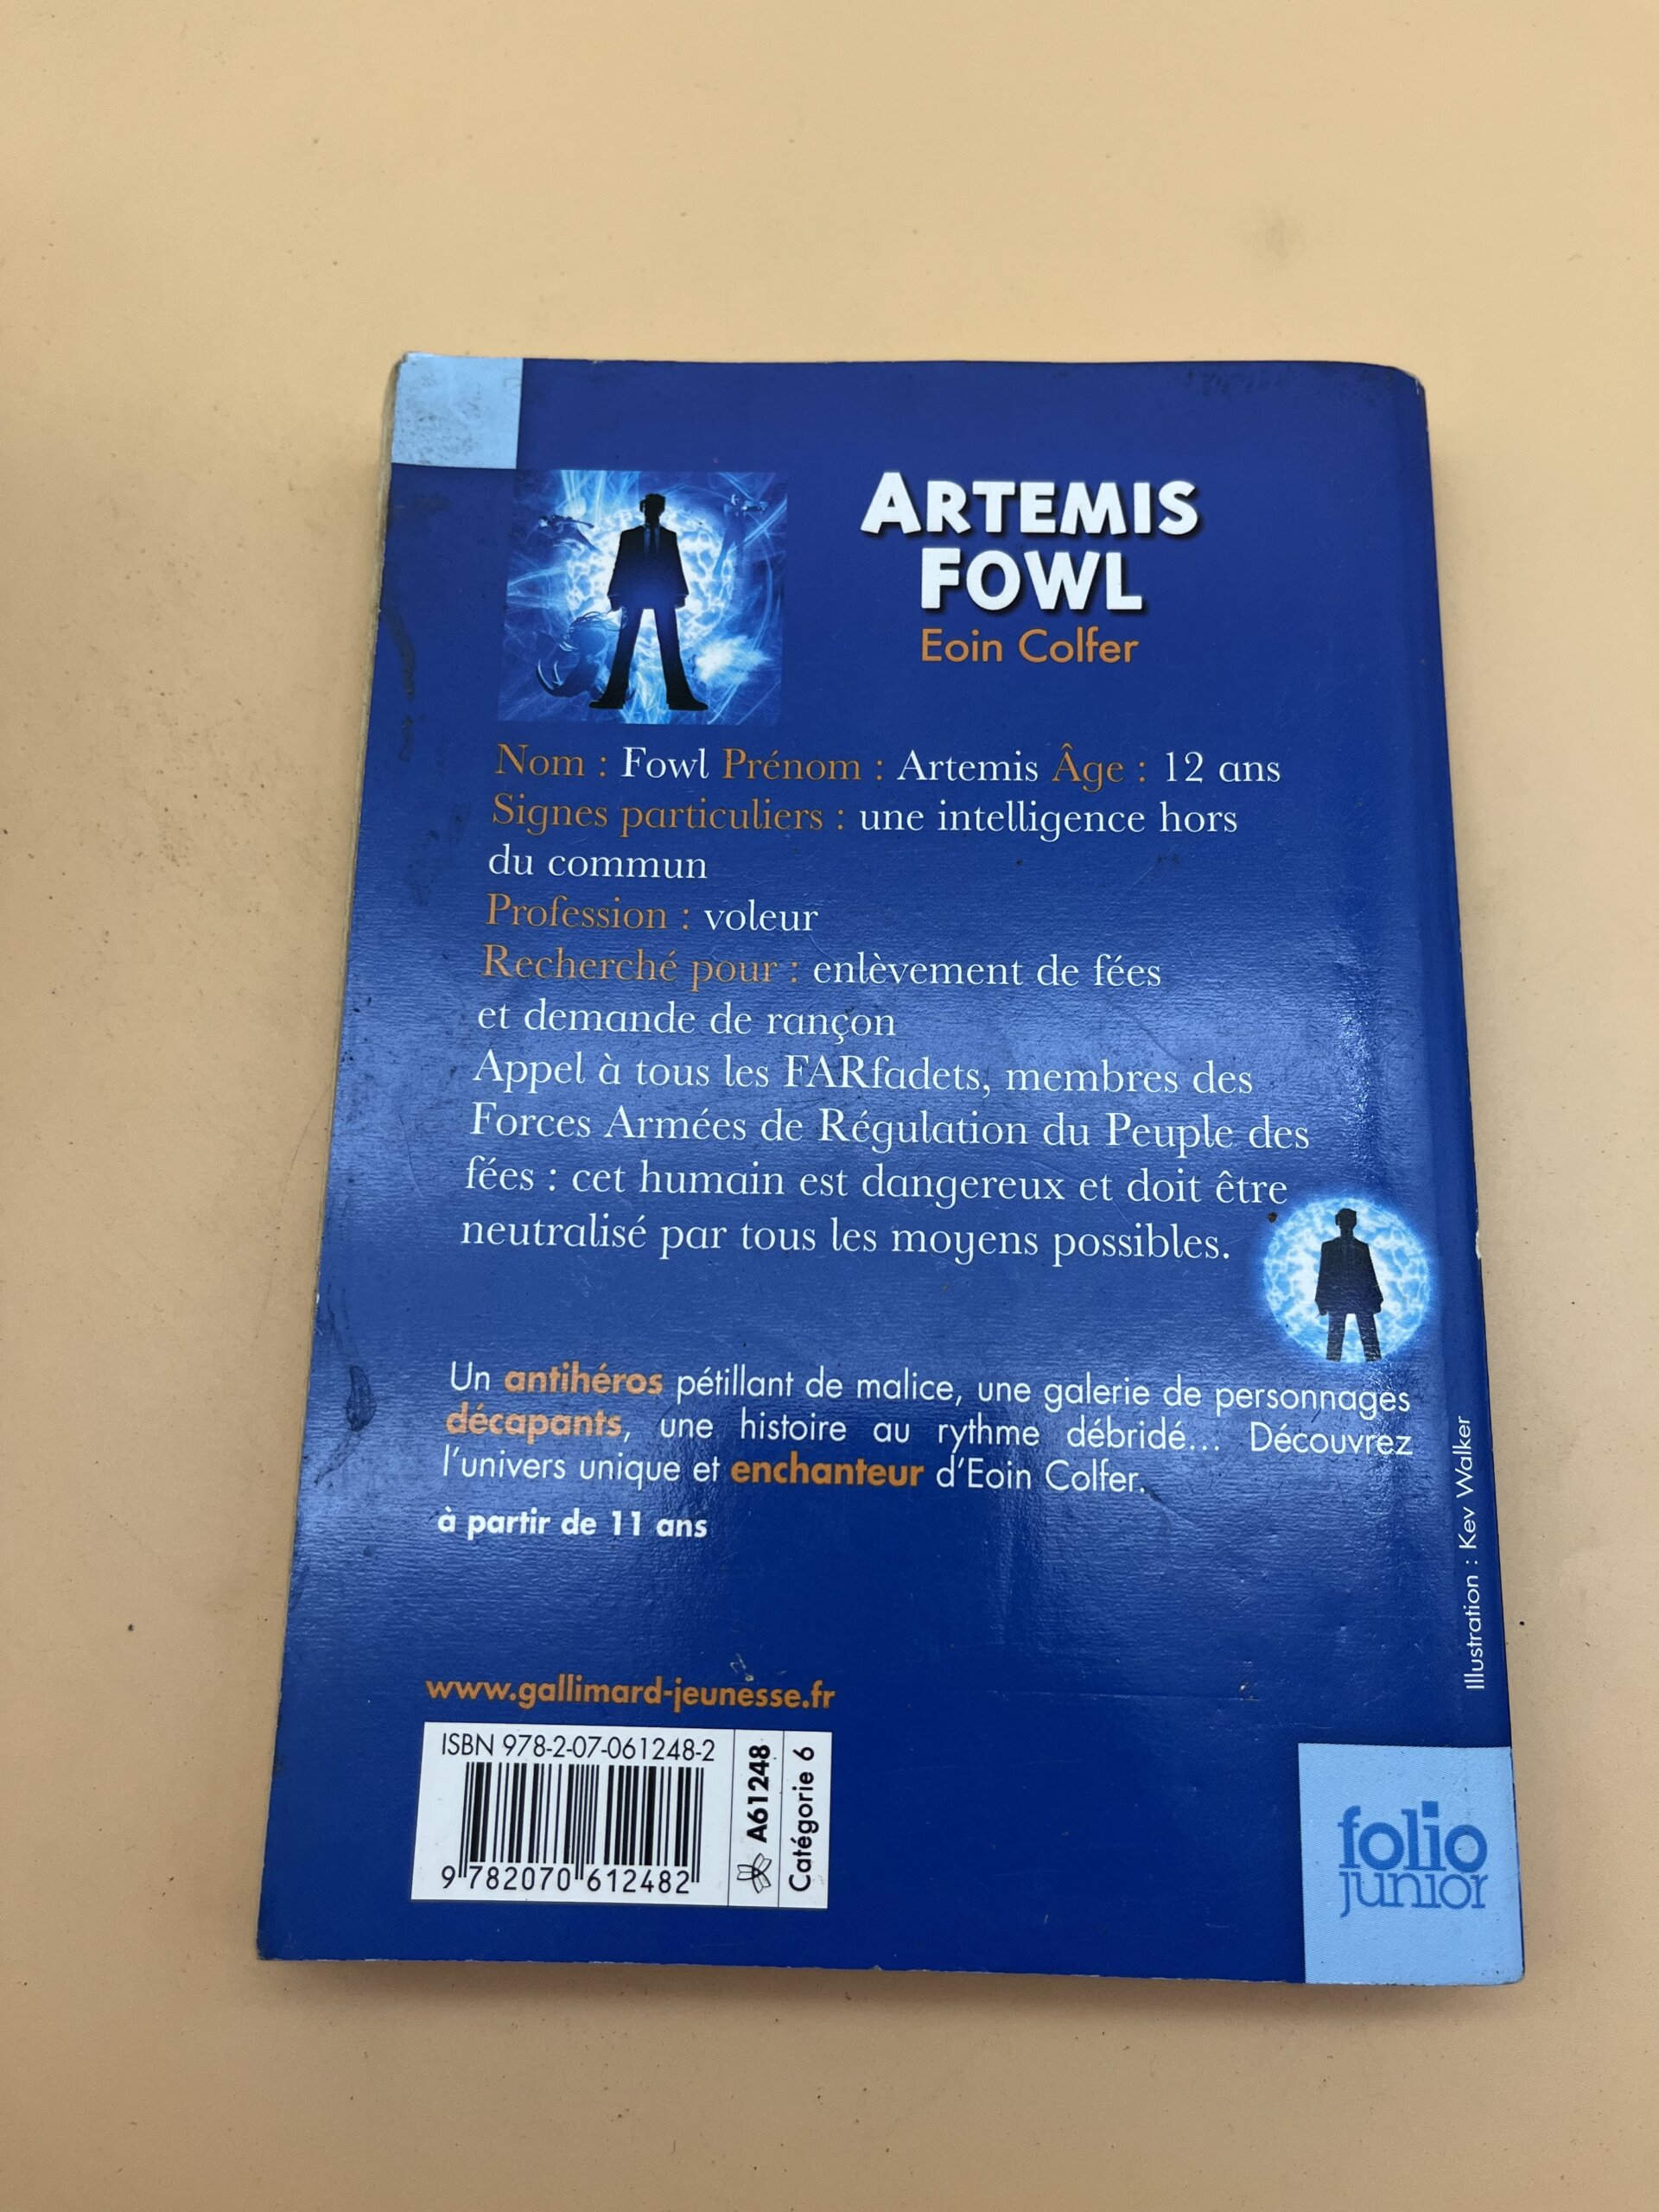 ARTEMIS
FOWL
Eoin Colfer
Nom : Fowl Prénom : Artemis Âge : 12 ans
Signes particuliers : une intelligence hors
du commun
Profession : voleur
Recherché pour : enlèvement de fées
et demande de rançon
Appel à tous les FARfadets, membres des
Forces Armées de Régulation du Peuple des
fées : cet humain est dangereux et doit être
neutralisé par tous les moyens possibles.
Un antihéros pétillant de malice, une galerie de personnages
décapants, une histoire au rythme débridé... Découvrez
l'univers unique et enchanteur d'Eoin Colfer.
à partir de 11 ans
Illustration : Kev Walker
www.gallimard-jeunesse.fr
ISBN 978-2-07-061248-2
9 782070 612482
A61248
Catégorie 6
folio
junior